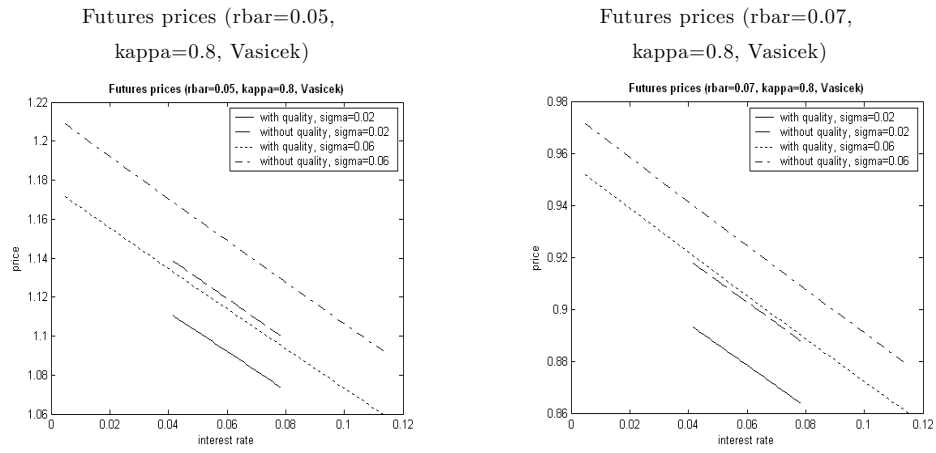 Futures prices (rbar=0.05,
kappa=0.8, Vasicek)
Futures prices (rbar=0.05, kappa=0.8, Vasicek)
1.22
1.2
1.18
1.16
1.14
1.12
1.1
1.08
1.06
price
with quality, sigma=0.02
without quality, sigma=0.02
with quality, sigma=0.06
without quality, sigma=0.06
0
0.02
0.04
0.06
0.08
0.1
0.12
interest rate
Futures prices (rbar=0.07,
kappa=0.8, Vasicek)
Futures prices (rbar=0.07, kappa=0.8, Vasicek)
0.98
0.96
0.94
0.92
0.9
0.88
0.86
price
with quality, sigma=0.02
without quality, sigma=0.02
with quality, sigma=0.06
without quality, sigma=0.06
0
0.02
0.04
0.06
0.08
0.1
0.12
interest rate